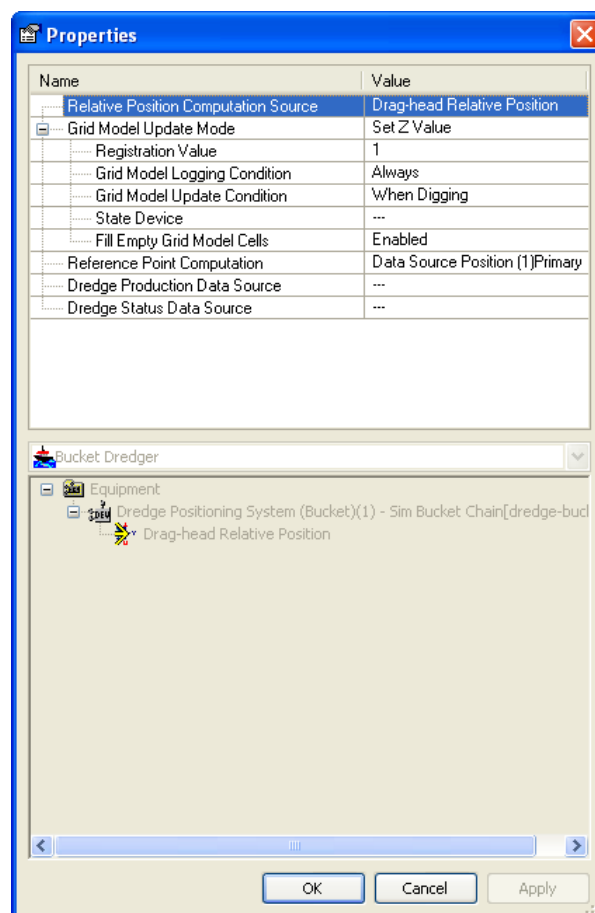 Properties
Name Value
Relative Position Computation Source Drag-head Relative Position
Grid Model Update Mode Set Z Value
Registration Value 1
Grid Model Logging Condition Always
Grid Model Update Condition When Digging
State Device ---
Fill Empty Grid Model Cells Enabled
Reference Point Computation Data Source Position (1)Primary
Dredge Production Data Source ---
Dredge Status Data Source ---
Bucket Dredger
Equipment
Dredge Positioning System (Bucket)(1) - Sim Bucket Chain[dredge-bucl
Drag-head Relative Position
OK Cancel Apply